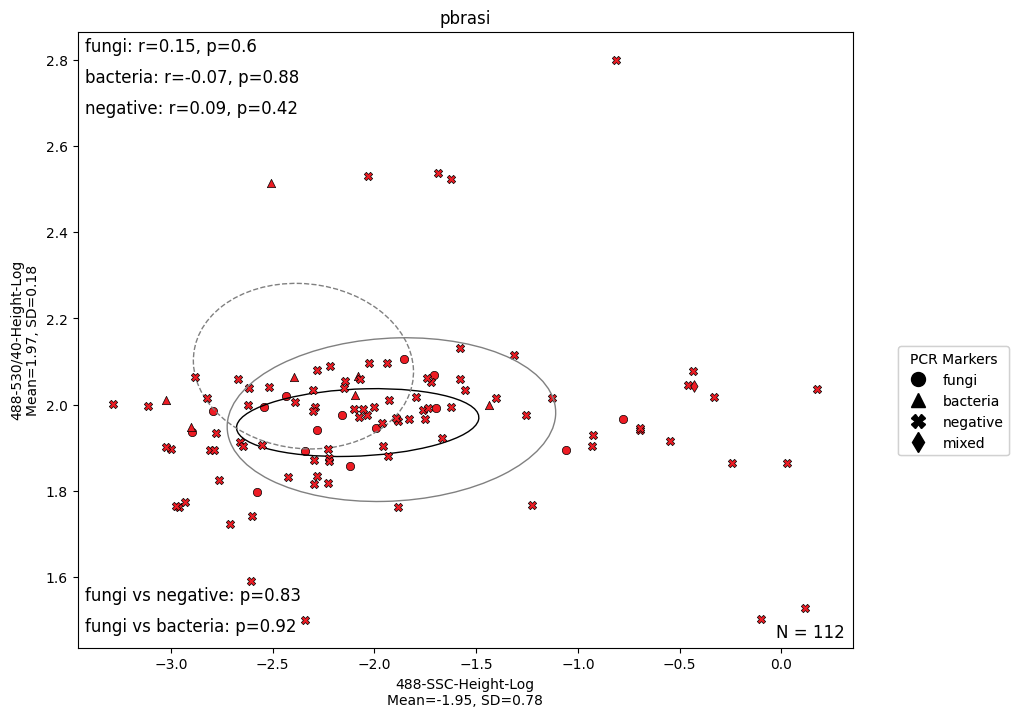 pbrasi
fungi: r=0.15, p=0.6
bacteria: r=-0.07, p=0.88
negative: r=0.09, p=0.42
2.8
2.6
2.4
2.2
2.0
1.8
1.6
488-530/40-Height-Log
Mean=1.97, SD=0.18
PCR Markers
fungi
bacteria
negative
mixed
fungi vs negative: p=0.83
fungi vs bacteria: p=0.92
N = 112
−3.0 −2.5 −2.0 −1.5 −1.0 −0.5 0.0
488-SSC-Height-Log
Mean=-1.95, SD=0.78